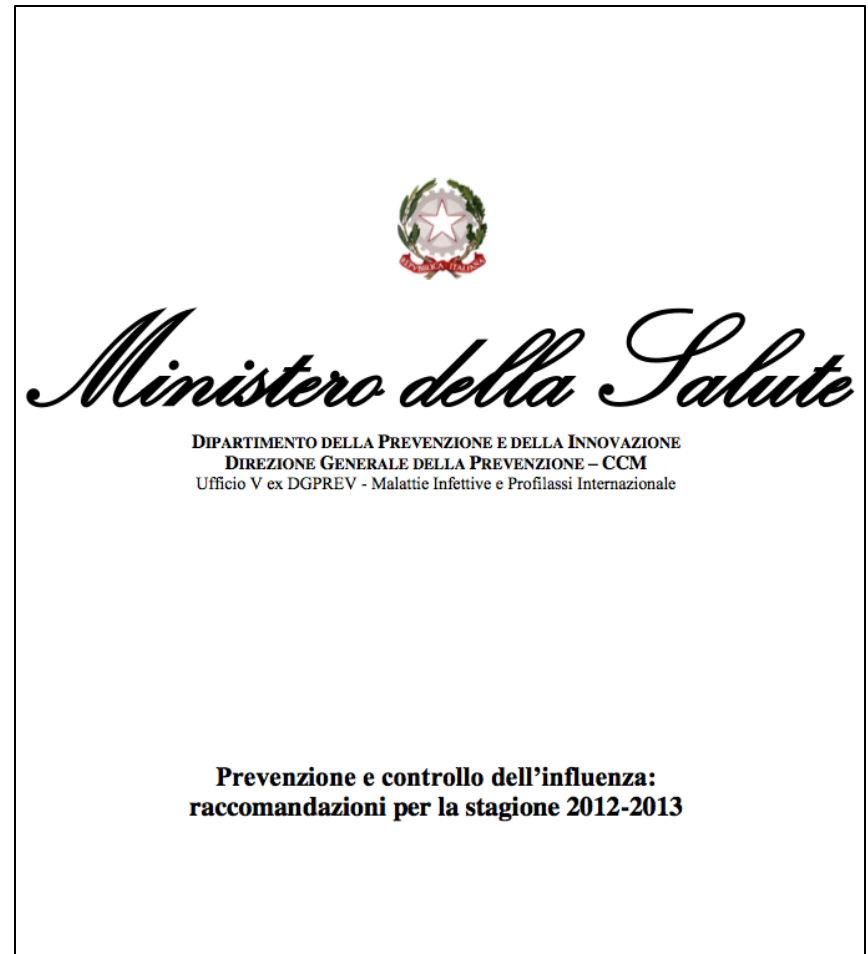 REPVBBLICA ITALIANA
Ministero della Salute
DIPARTIMENTO DELLA PREVENZIONE E DELLA INNOVAZIONE
DIREZIONE GENERALE DELLA PREVENZIONE – CCM
Ufficio V ex DGPREV - Malattie Infettive e Profilassi Internazionale
Prevenzione e controllo dell’influenza:
raccomandazioni per la stagione 2012-2013